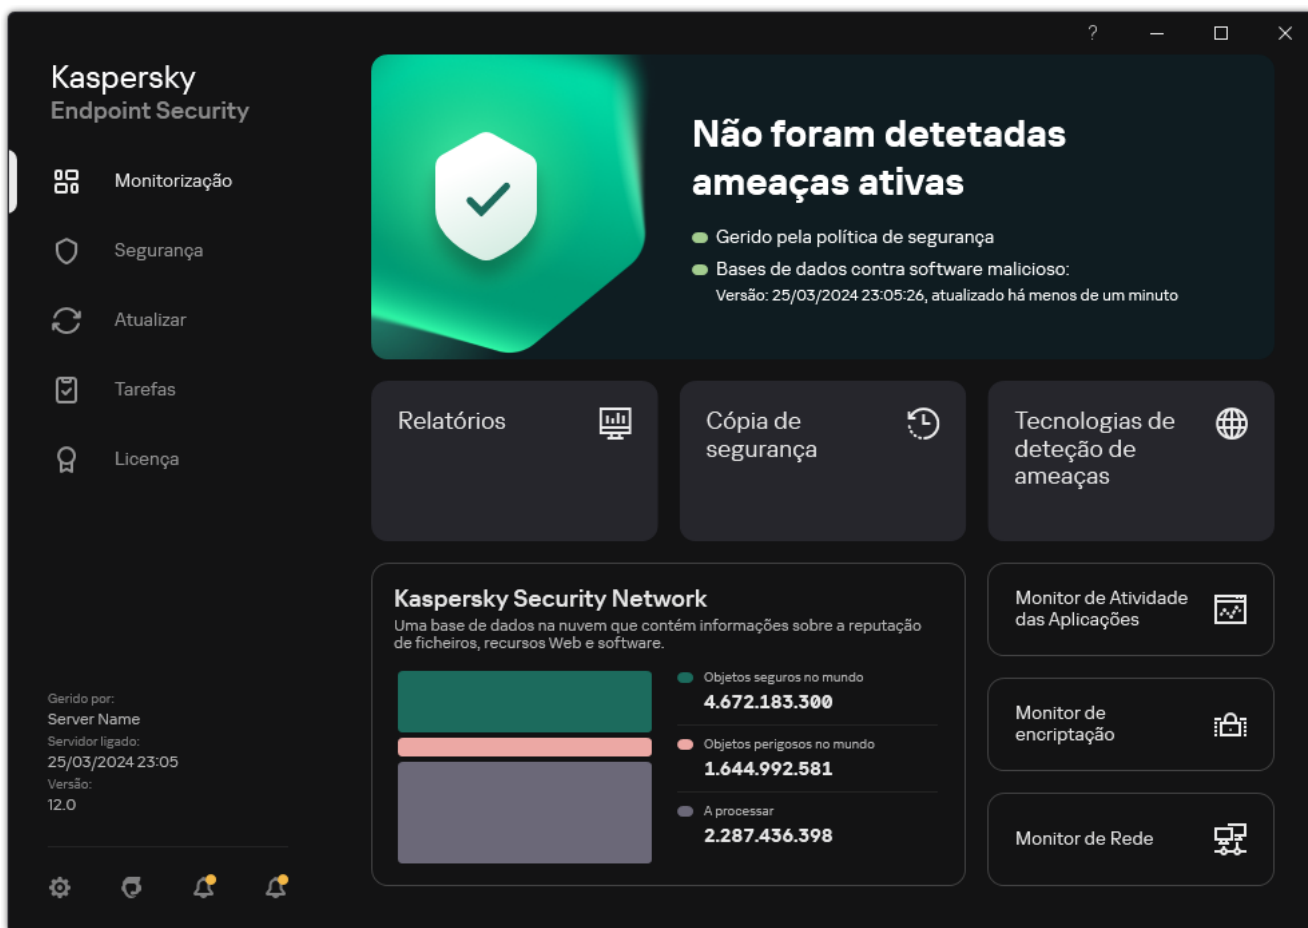 ?
Kaspersky
Endpoint Security
Monitorização
Segurança
Atualizar
Tarefas
Licença
Gerido por:
Server Name
Servidor ligado:
25/03/2024 23:05
Versão:
12.0
Não foram detetadas
ameaças ativas
Gerido pela política de segurança
Bases de dados contra software malicioso:
Versão: 25/03/2024 23:05:26, atualizado há menos de um minuto
Relatórios
Cópia de
segurança
Tecnologias de
deteção de
ameaças
Kaspersky Security Network
Uma base de dados na nuvem que contém informações sobre a reputação
de ficheiros, recursos Web e software.
Objetos seguros no mundo
4.672.183.300
Objetos perigosos no mundo
1.644.992.581
A processar
2.287.436.398
Monitor de Atividade
das Aplicações
Monitor de
encriptação
Monitor de Rede